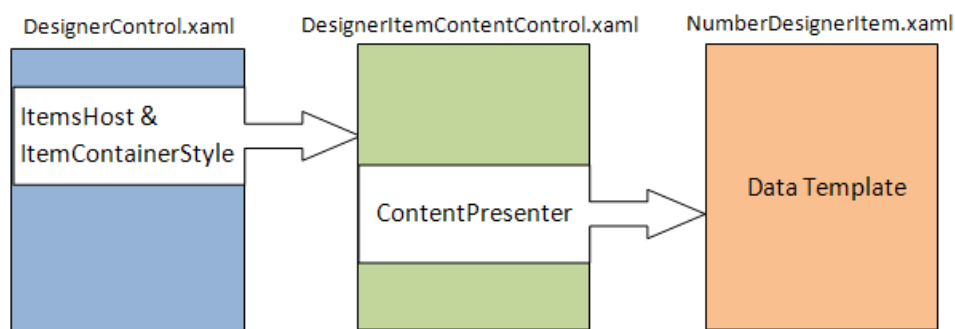 DesignerControl.xaml
DesignerItemContentControl.xaml
NumberDesignerItem.xaml
ItemsHost &
ItemContainerStyle
ContentPresenter
Data Template